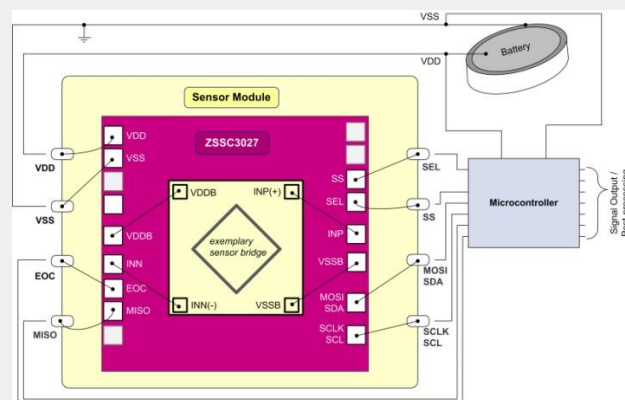 VSS
Battery
VDD
Sensor Module
ZSSC3027
VDD
VSS
VDDB
INN
EOC
MISO
VDDB
INP(+)
exemplary
sensor bridge
INN(-)
VSSB
SS
SEL
INP
VSSB
MOSI
SDA
SCLK
SCL
VDD
VSS
EOC
MISO
SEL
SS
MOSI
SDA
SCLK
SCL
Microcontroller
Signal Output /
Post-processing